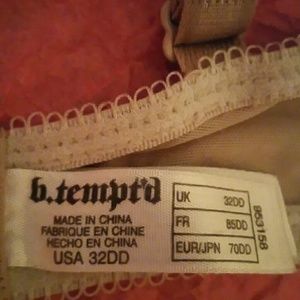 b.tempt'd
MADE IN CHINA
FABRIQUE EN CHINE
HECHO EN CHINA
USA 32DD
UK 32DD
FR 85DD
EUR/JPN 70DD
953158